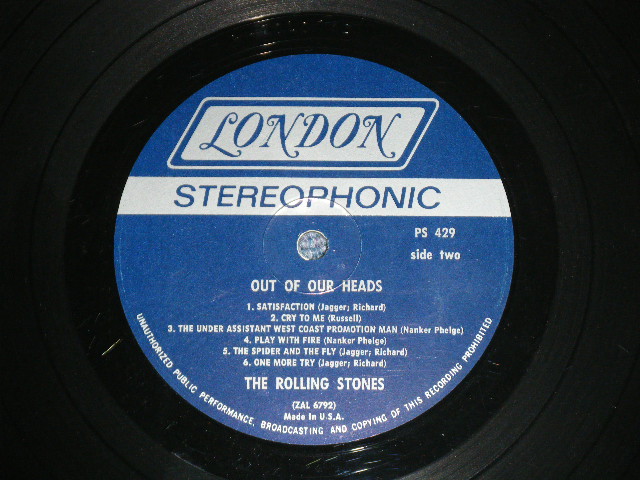 LONDON
STEREOPHONIC
PS 429
side two
OUT OF OUR HEADS
1. SATISFACTION (Jagger; Richard)
2. CRY TO ME (Russell)
3. THE UNDER ASSISTANT WEST COAST PROMOTION MAN (Nanker Phelge)
4. PLAY WITH FIRE (Nanker Phelge)
5. THE SPIDER AND THE FLY (Jagger; Richard)
6. ONE MORE TRY (Jagger; Richard)
THE ROLLING STONES
(ZAL 6792)
Made in U.S.A.
UNAUTHORIZED PUBLIC PERFORMANCE, BROADCASTING AND COPYING OF THIS RECORDING PROHIBITED